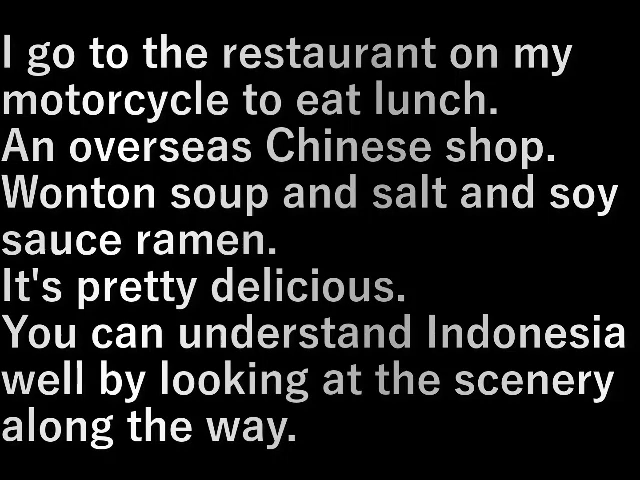 I go to the restaurant on my
motorcycle to eat lunch.
An overseas Chinese shop.
Wonton soup and salt and soy
sauce ramen.
It's pretty delicious.
You can understand Indonesia
well by looking at the scenery
along the way.